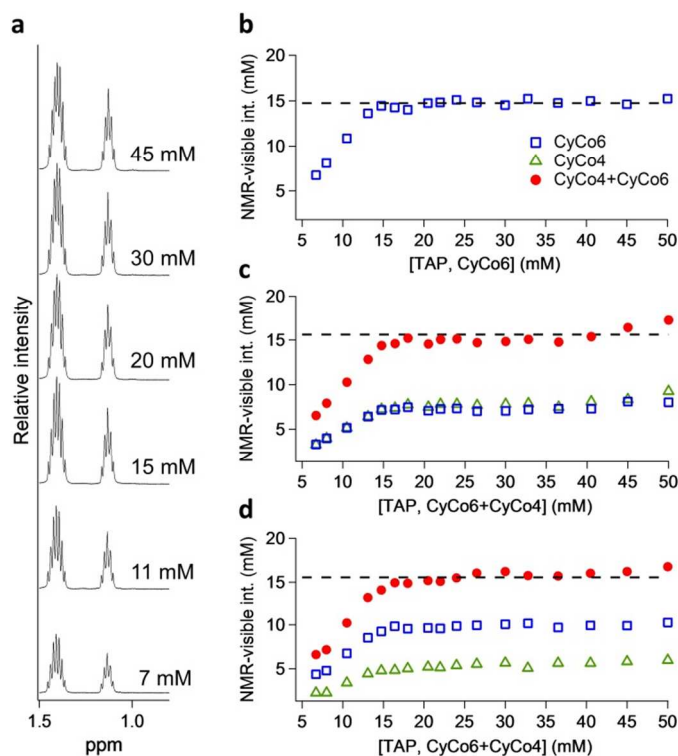 a
45 mM
30 mM
20 mM
15 mM
11 mM
7 mM
Relative intensity
1.5 1.0
ppm
b
20
15
10
5
NMR-visible int. (mM)
CyCo6
CyCo4
CyCo4+CyCo6
5 10 15 20 25 30 35 40 45 50
[TAP, CyCo6] (mM)
c
20
15
10
5
NMR-visible int. (mM)
5 10 15 20 25 30 35 40 45 50
[TAP, CyCo6+CyCo4] (mM)
d
20
15
10
5
NMR-visible int. (mM)
5 10 15 20 25 30 35 40 45 50
[TAP, CyCo6+CyCo4] (mM)